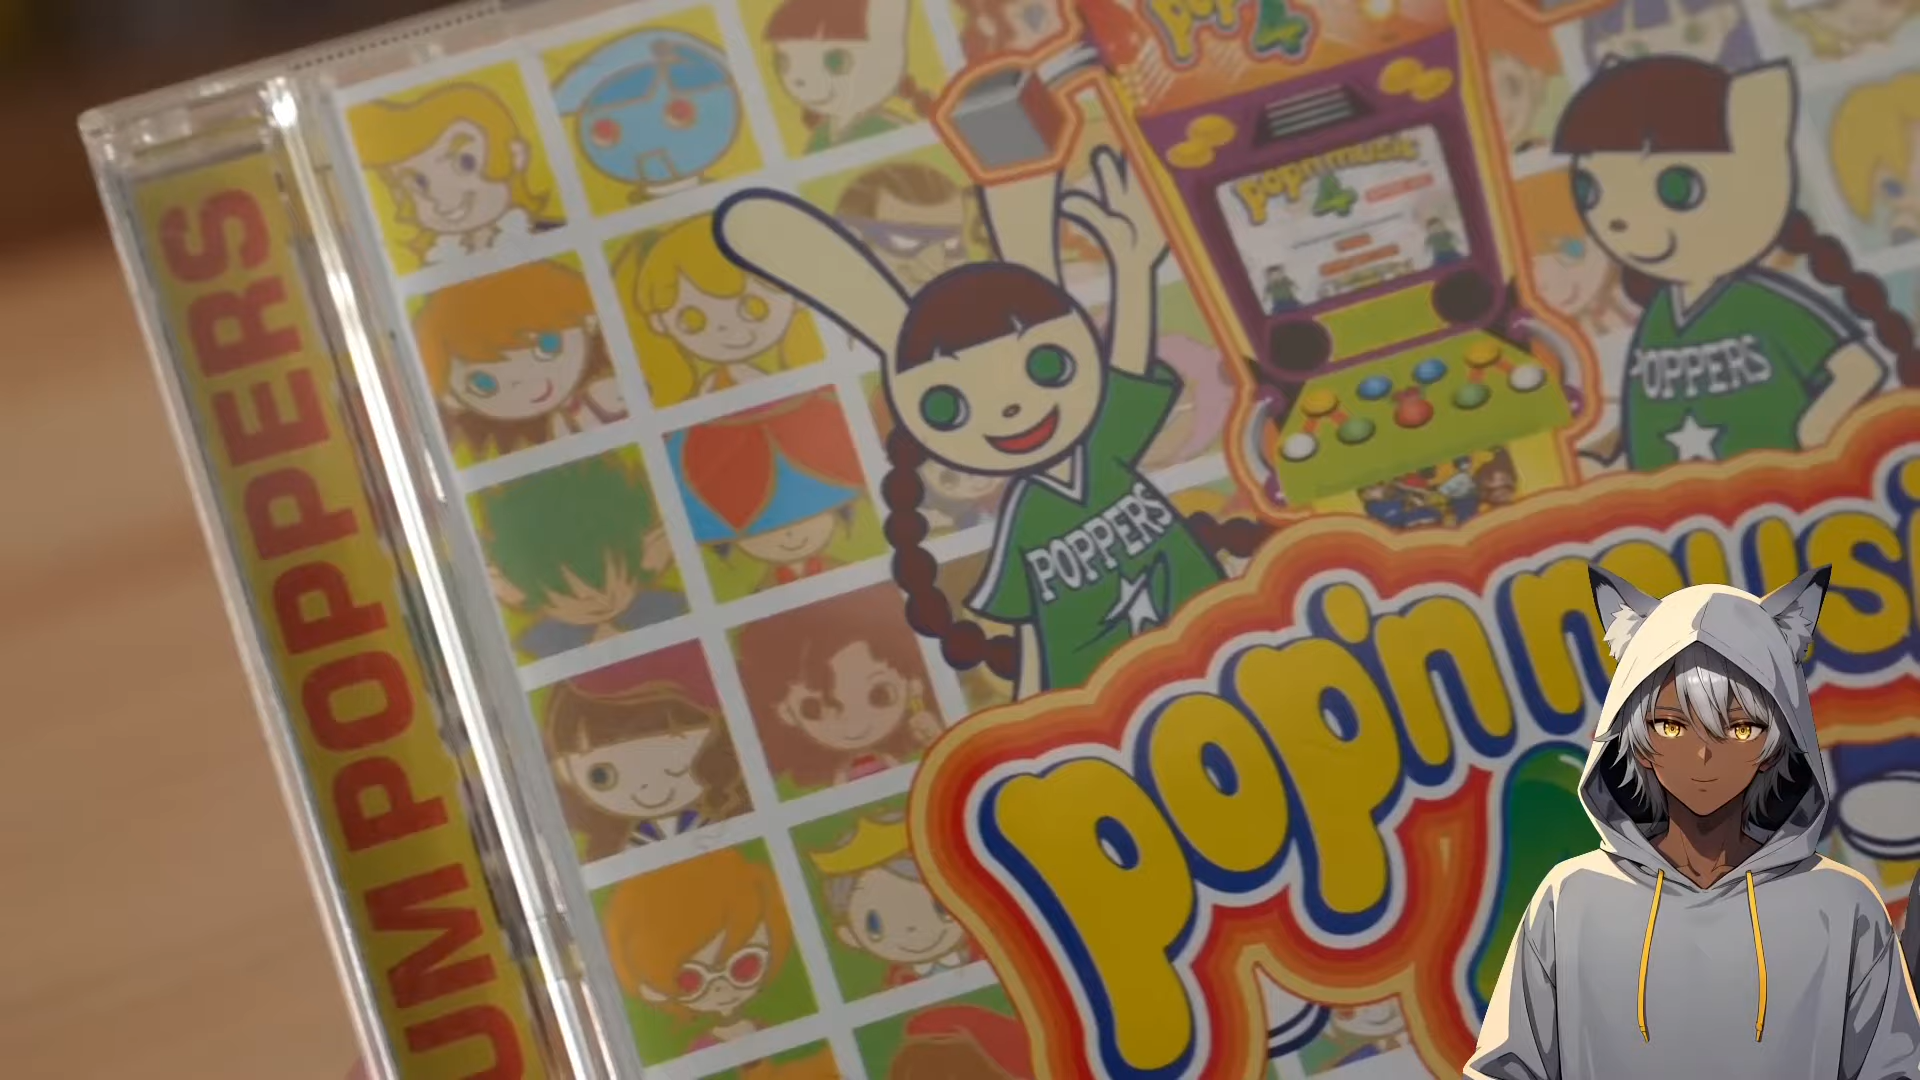 UM POPPERS
pop'n
4
pop'n music
4
POPPERS
POPPERS
pop'n musi